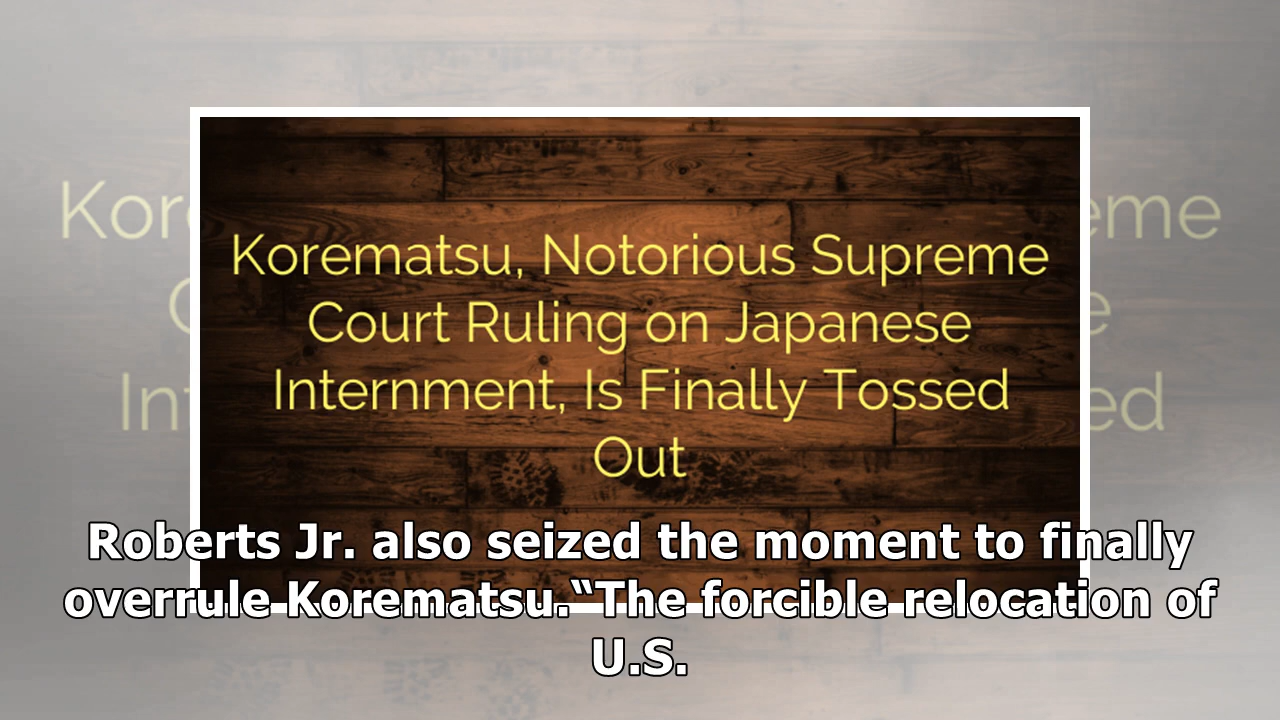 Korematsu, Notorious Supreme
Court Ruling on Japanese
Internment, Is Finally Tossed
Out
Roberts Jr. also seized the moment to finally
overrule Korematsu.“The forcible relocation of
U.S.